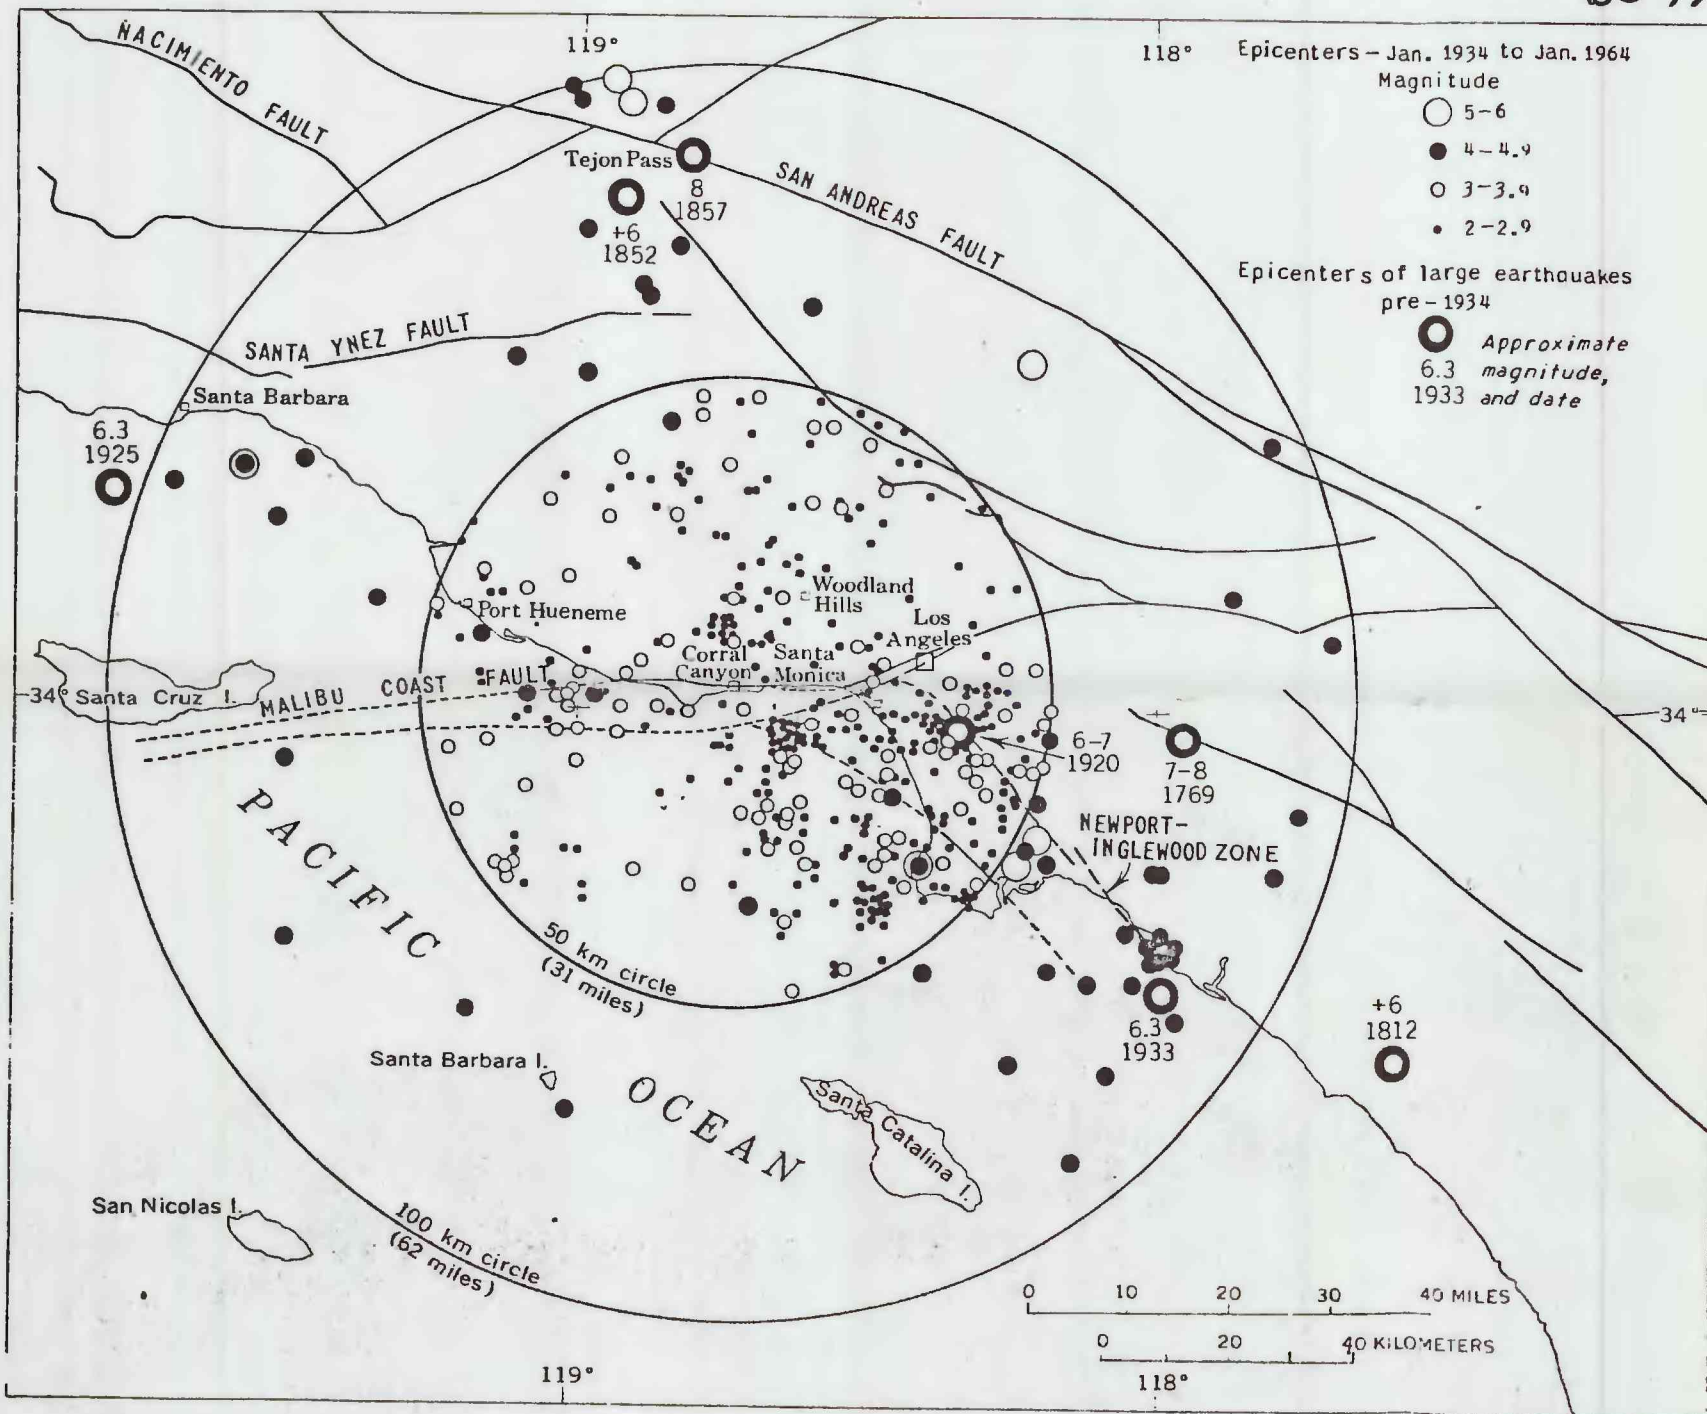 119°
118°
Epicenters – Jan. 1934 to Jan. 1964
Magnitude
5-6
4-4.9
3-3.9
2-2.9
Epicenters of large earthquakes
pre-1934
Approximate
6.3 magnitude,
1933 and date
NACIMIENTO FAULT
Tejon Pass
8
1857
+6
1852
SAN ANDREAS FAULT
SANTA YNEZ FAULT
Santa Barbara
6.3
1925
Woodland
Hills
Port Hueneme
Los
Angeles
Corral
Canyon
Santa
Monica
34°
Santa Cruz I.
MALIBU COAST FAULT
34°
6-7
1920
7-8
1769
NEWPORT-
INGLEWOOD ZONE
PACIFIC
OCEAN
50 km circle
(31 miles)
6.3
1933
+6
1812
Santa Barbara I.
Santa Catalina I.
San Nicolas I.
100 km circle
(62 miles)
0 10 20 30 40 MILES
0 20 40 KILOMETERS
119°
118°